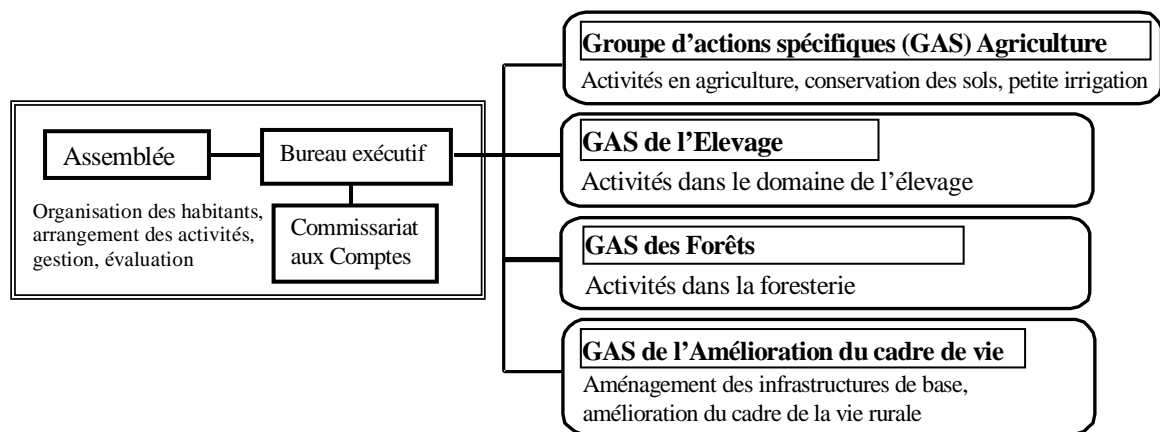 Assemblée
Bureau exécutif
Commissariat
aux Comptes
Organisation des habitants,
arrangement des activités,
gestion, évaluation
Groupe d’actions spécifiques (GAS) Agriculture
Activités en agriculture, conservation des sols, petite irrigation
GAS de l’Elevage
Activités dans le domaine de l’élevage
GAS des Forêts
Activités dans la foresterie
GAS de l’Amélioration du cadre de vie
Aménagement des infrastructures de base,
amélioration du cadre de la vie rurale